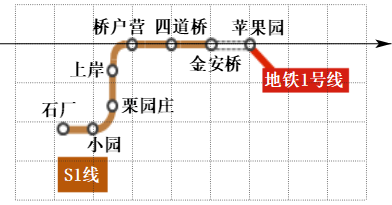 桥户营 四道桥 苹果园
金安桥
上岸
地铁1号线
石厂 栗园庄
小园
S1线